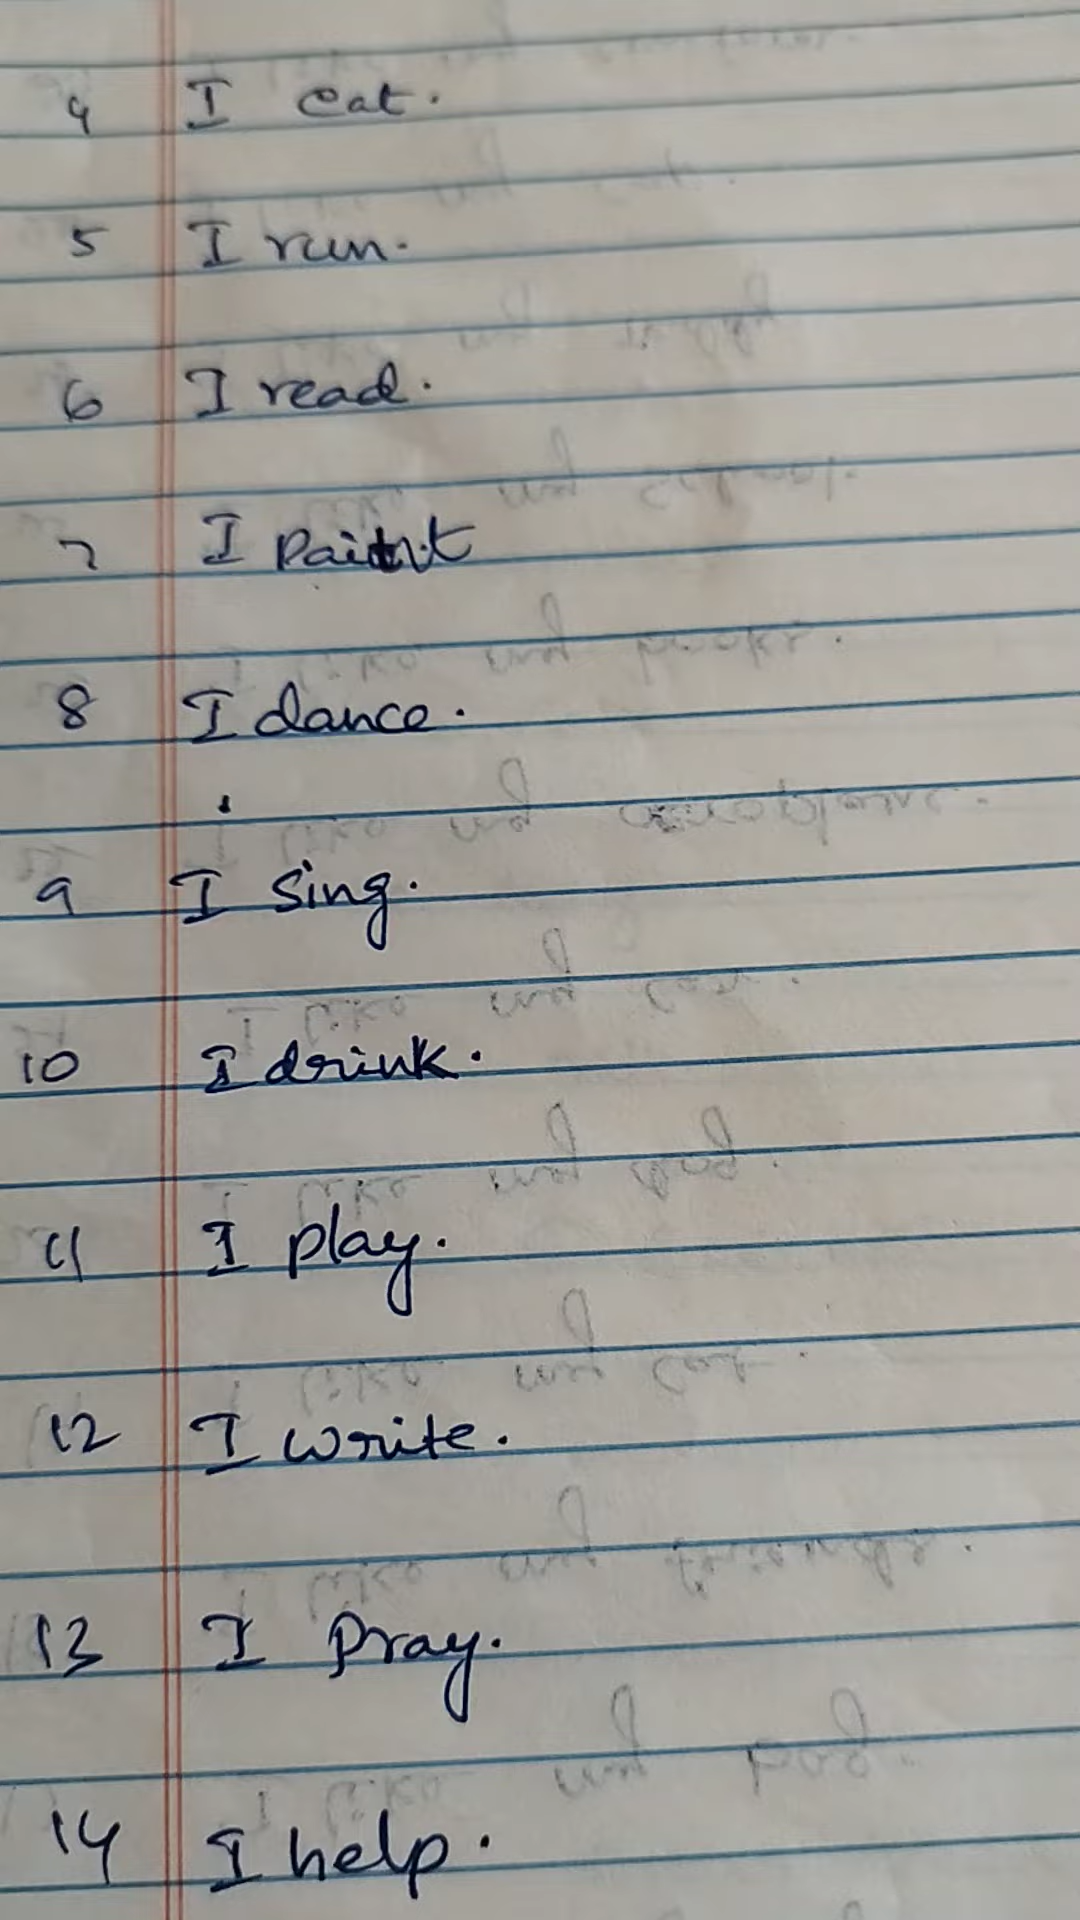 4 I eat.
5 I run.
6 I read.
7 I paint
8 I dance.
9 I sing.
10 I drink.
11 I play.
12 I write.
13 I Pray.
14 I help.